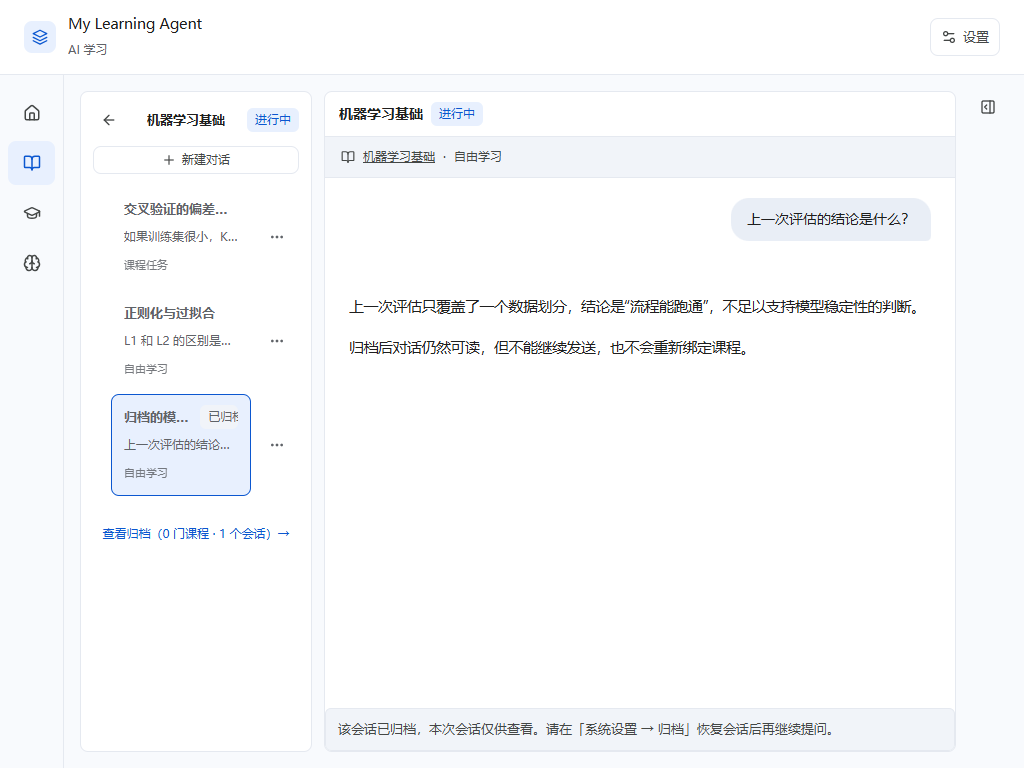 My Learning Agent
AI 学习
设置
机器学习基础 进行中
新建对话
交叉验证的偏差...
如果训练集很小，K...
课程任务
正则化与过拟合
L1 和 L2 的区别是...
自由学习
归档的模... 已归档
上一次评估的结论...
自由学习
查看归档（0 门课程 · 1 个会话）→
机器学习基础 进行中
机器学习基础 · 自由学习
上一次评估的结论是什么？
上一次评估只覆盖了一个数据划分，结论是“流程能跑通”，不足以支持模型稳定性的判断。
归档后对话仍然可读，但不能继续发送，也不会重新绑定课程。
该会话已归档，本次会话仅供查看。请在「系统设置 → 归档」恢复会话后再继续提问。